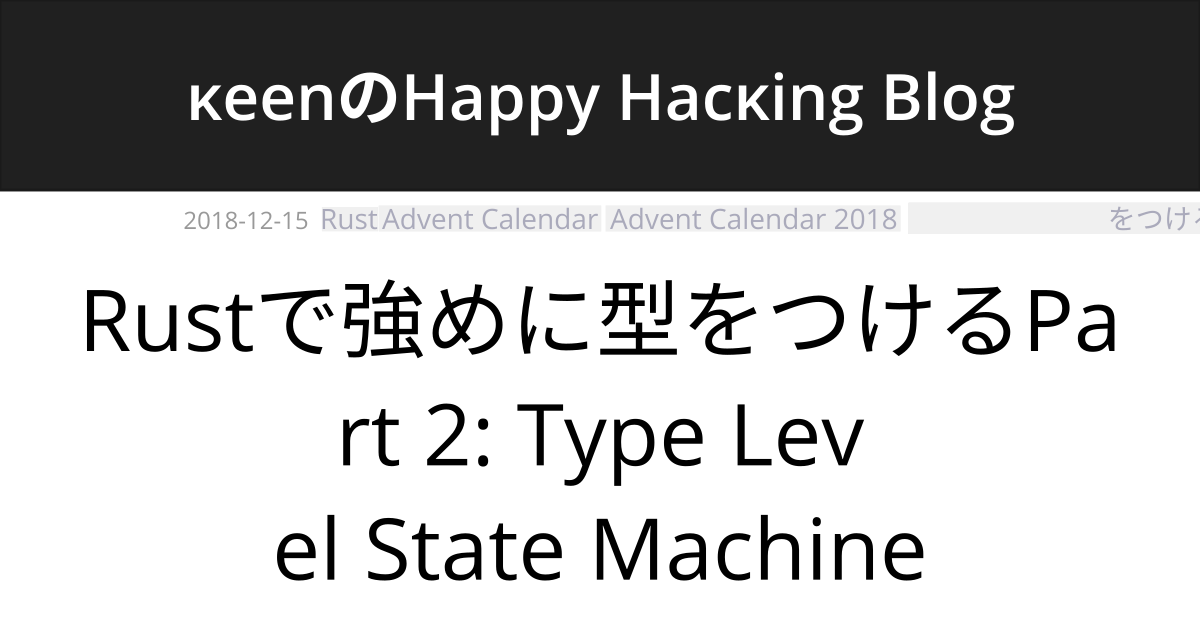 κeenのHappy Hacκing Blog
2018-12-15 Rust Advent Calendar Advent Calendar 2018 をつける
Rustで強めに型をつけるPa
rt 2: Type Lev
el State Machine